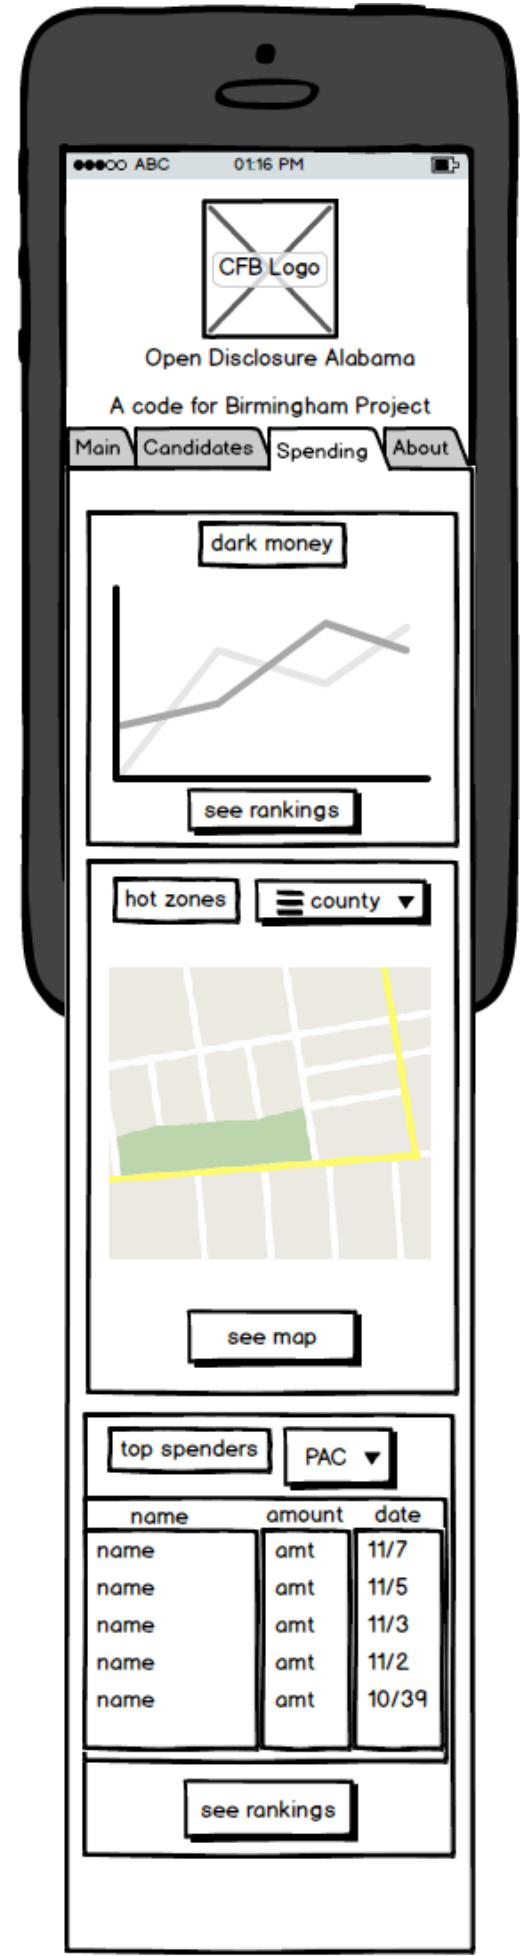 ABC 01:16 PM
CFB Logo
Open Disclosure Alabama
A code for Birmingham Project
Main Candidates Spending About
dark money
see rankings
hot zones county
see map
top spenders PAC
name amount date
name amt 11/7
name amt 11/5
name amt 11/3
name amt 11/2
name amt 10/39
see rankings